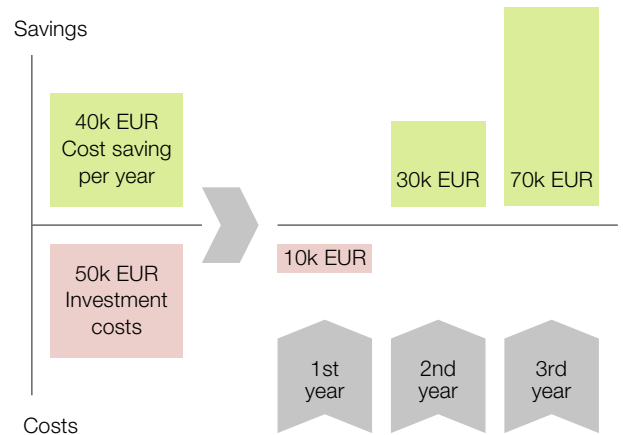 Savings
40k EUR
Cost saving
per year
30k EUR
70k EUR
50k EUR
Investment
costs
10k EUR
1st
year
2nd
year
3rd
year
Costs